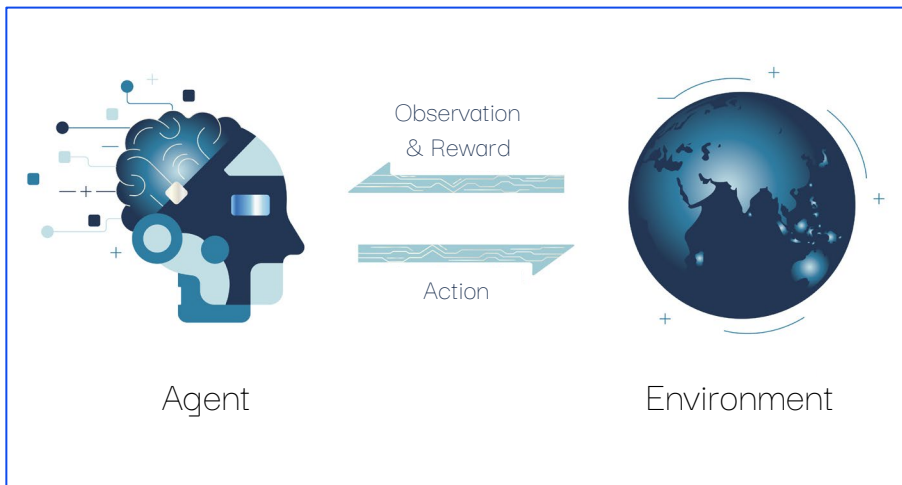 Observation
& Reward
Action
Agent
Environment